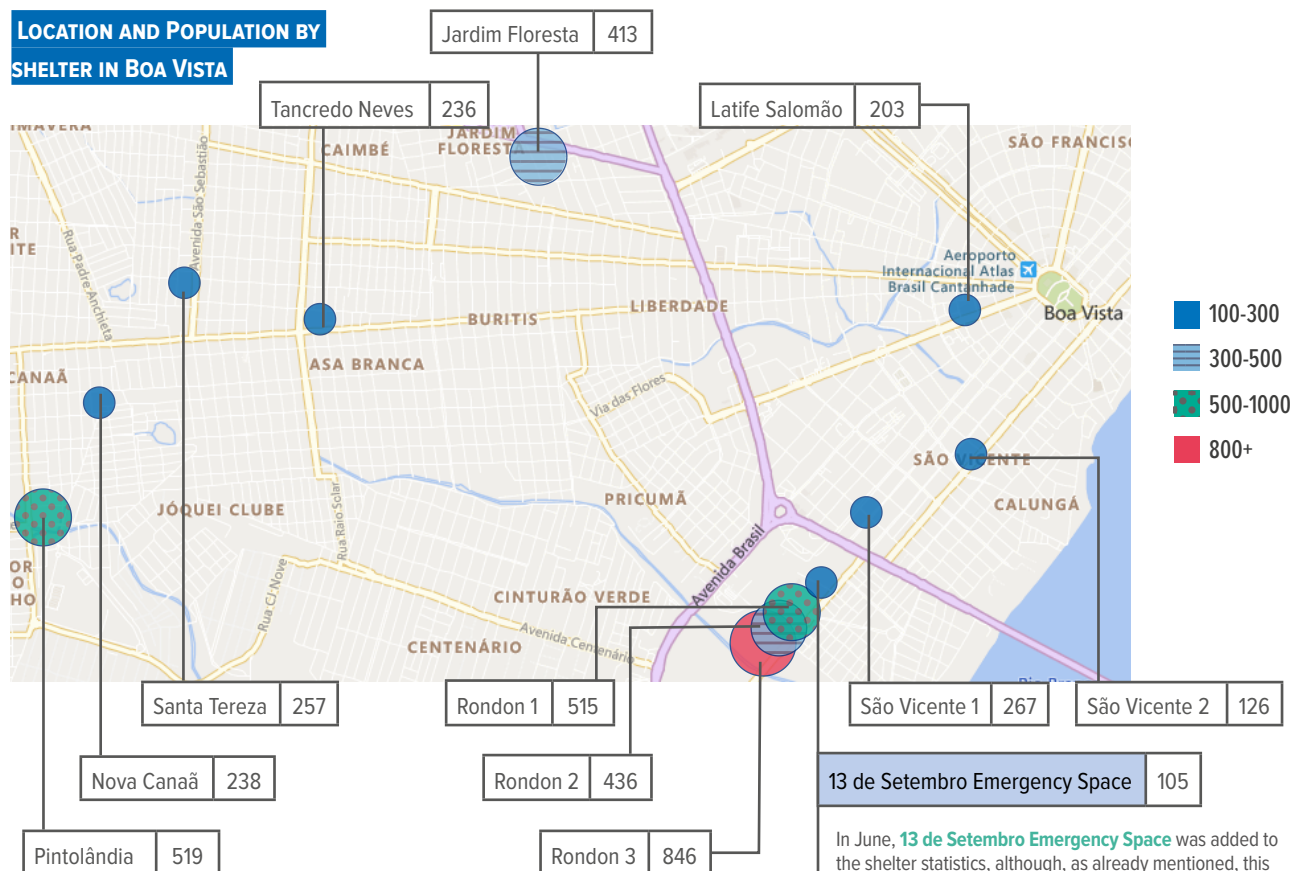 LOCATION AND POPULATION BY
SHELTER IN BOA VISTA
Jardim Floresta 413
Tancredo Neves 236
Latife Salomão 203
CAIMBÉ
JARDIM
FLORESTA
SÃO FRANCISC
Avenida São Sebastião
Rua Padre Anchieta
Aeroporto
Internacional Atlas
Brasil Cantanhade
Boa Vista
LIBERDADE
BURITIS
ASA BRANCA
CANAÃ
Via das Flores
100-300
300-500
500-1000
800+
SÃO VICENTE
CALUNGÁ
PRICUMÃ
JÓQUEI CLUBE
Rua Raio Solar
Avenida Brasil
Rua CJ Nove
CINTURÃO VERDE
Avenida Centenário
CENTENÁRIO
Santa Tereza 257
Rondon 1 515
São Vicente 1 267
São Vicente 2 126
Nova Canaã 238
Rondon 2 436
13 de Setembro Emergency Space 105
Pintolândia 519
Rondon 3 846
In June, 13 de Setembro Emergency Space was added to
the shelter statistics, although, as already mentioned, this